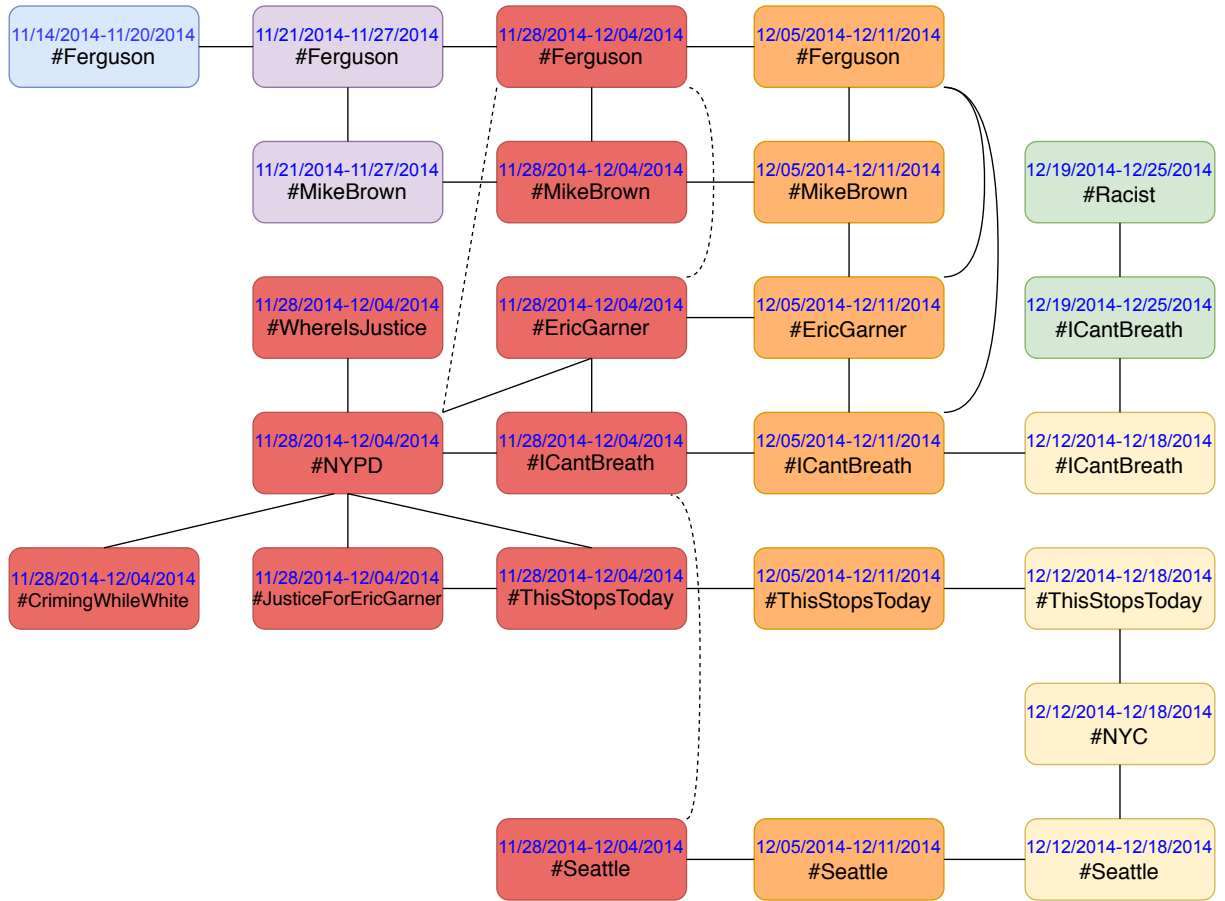 11/14/2014-11/20/2014
#Ferguson
11/21/2014-11/27/2014
#Ferguson
11/28/2014-12/04/2014
#Ferguson
12/05/2014-12/11/2014
#Ferguson
11/21/2014-11/27/2014
#MikeBrown
11/28/2014-12/04/2014
#MikeBrown
12/05/2014-12/11/2014
#MikeBrown
12/19/2014-12/25/2014
#Racist
11/28/2014-12/04/2014
#WhereIsJustice
11/28/2014-12/04/2014
#EricGarner
12/05/2014-12/11/2014
#EricGarner
12/19/2014-12/25/2014
#ICantBreath
11/28/2014-12/04/2014
#NYPD
11/28/2014-12/04/2014
#ICantBreath
12/05/2014-12/11/2014
#ICantBreath
12/12/2014-12/18/2014
#ICantBreath
11/28/2014-12/04/2014
#CrimingWhileWhite
11/28/2014-12/04/2014
#JusticeForEricGarner
11/28/2014-12/04/2014
#ThisStopsToday
12/05/2014-12/11/2014
#ThisStopsToday
12/12/2014-12/18/2014
#ThisStopsToday
12/12/2014-12/18/2014
#NYC
11/28/2014-12/04/2014
#Seattle
12/05/2014-12/11/2014
#Seattle
12/12/2014-12/18/2014
#Seattle